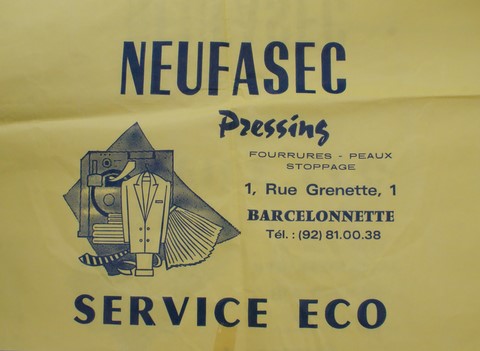 NEUFASEC
Pressing
FOURRURES - PEAUX
STOPPAGE
1, Rue Grenette, 1
BARCELONNETTE
Tél. : (92) 81.00.38
SERVICE ECO